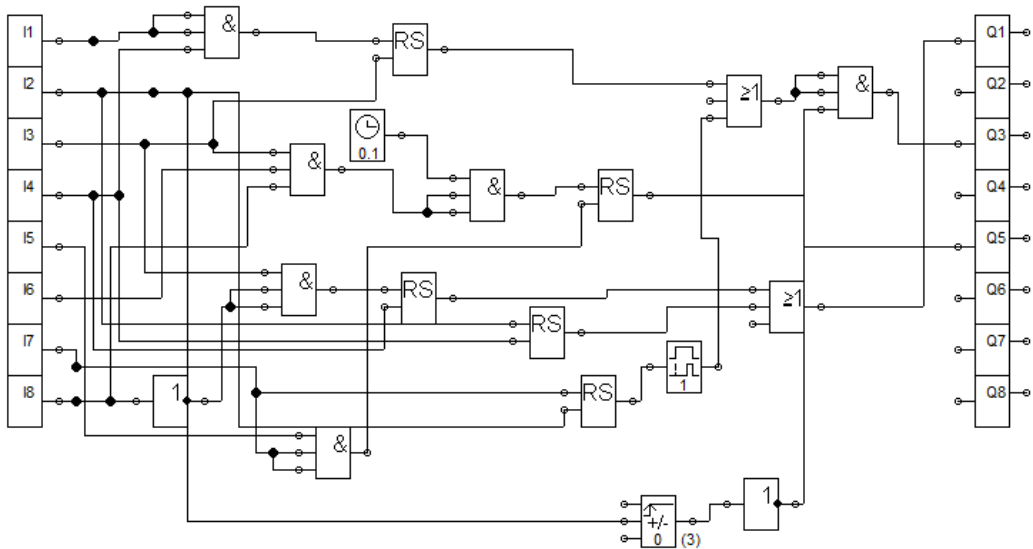 I1
I2
I3
I4
I5
I6
I7
I8
&
RS
0.1
&
&
RS
&
RS
RS
1
&
RS
1
≥1
≥1
&
+/-
0
(3)
1
Q1
Q2
Q3
Q4
Q5
Q6
Q7
Q8